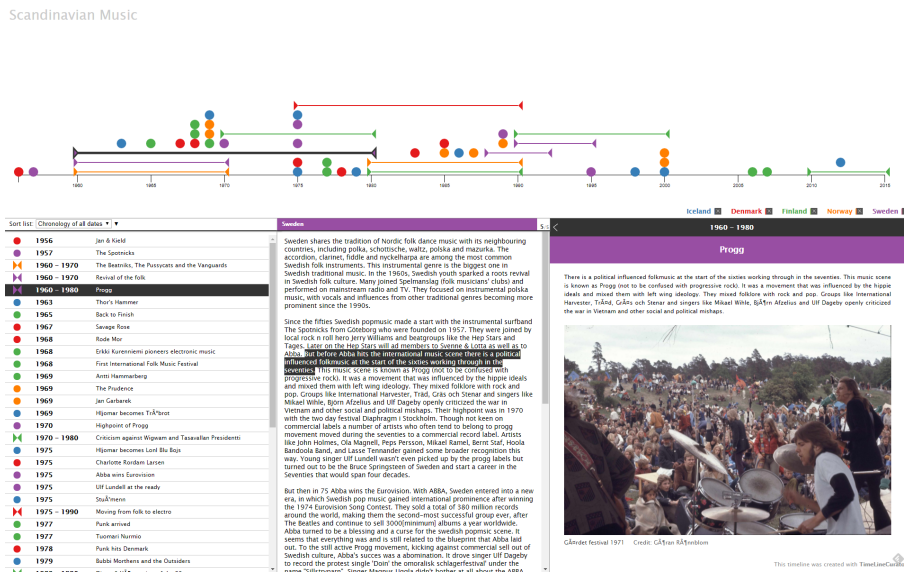 Scandinavian Music
1960
1965
1970
1975
1980
1985
1990
1995
2000
2005
2010
2015
Iceland x Denmark x Finland x Norway x Sweden
Sort list: Chronology of all dates
1956 Jan & Kield
1957 The Spotnicks
1960 - 1970 The Beatniks, The Pussycats and the Vanguards
1960 - 1970 Revival of the folk
1960 - 1980 Progg
1963 Thor's Hammer
1965 Back to Finish
1967 Savage Rose
1968 Rode Mor
1968 Erkki Kurenniemi pioneers electronic music
1968 First International Folk Music Festival
1969 Antti Hammarberg
1969 The Prudence
1969 Jan Garbarek
1969 Hljomar becomes TrÃºbrot
1970 Highpoint of Progg
1970 - 1980 Criticism against Wigwam and Tasavallan Presidentti
1975 Hljomar becomes Lonl Blu Bojs
1975 Charlotte Rordam Larsen
1975 Abba wins Eurovision
1975 Ulf Lundell at the ready
1975 StuÃ°menn
1975 - 1990 Moving from folk to electro
1977 Punk arrived
1977 Tuomari Nurmio
1978 Punk hits Denmark
1979 Bubbi Morthens and the Outsiders
Sweden
Sweden shares the tradition of Nordic folk dance music with its neighbouring
countries, including polka, schottische, waltz, polska and mazurka. The
accordion, clarinet, fiddle and nyckelharpa are among the most common
Swedish folk instruments. This instrumental genre is the biggest one in
Swedish traditional music. In the 1960s, Swedish youth sparked a roots revival
in Swedish folk culture. Many joined Spelmanslag (folk musicans' clubs) and
performed on mainstream radio and TV. They focused on instrumental polska
music, with vocals and influences from other traditional genres becoming more
prominent since the 1990s.
Since the fifties Swedish popmusic made a start with the instrumental surfband
The Spotnicks from Göteborg who were founded on 1957. They were joined by
local rock n roll hero Jerry Williams and beatgroups like the Hep Stars and
Tages. Later on the Hep Stars will ad members to Svenne & Lotta as well as to
Abba. But before Abba hits the international music scene there is a political
influenced folkmusic at the start of the sixties working through in the
seventies. This music scene is known as Progg (not to be confused with
progressive rock). It was a movement that was influenced by the hippie ideals
and mixed them with left wing ideology. They mixed folklore with rock and
pop. Groups like International Harvester, Träd, Gräs och Stenar and singers like
Mikael Wihle, Björn Afzelius and Ulf Dageby openly criticized the war in
Vietnam and other social and political mishaps. Their highpoint was in 1970
with the two day festival Diaphragm i Stockholm. Though not keen on
commercial labels a number of artists who often tend to belong to progg
movement moved during the seventies to a commercial record label. Artists
like John Holmes, Ola Magnell, Peps Persson, Mikael Ramel, Bernt Staf, Hoola
Bandoola Band, and Lasse Tennander gained some broader recognition this
way. Young singer Ulf Lundell wasn't even picked up by the progg labels but
turned out to be the Bruce Springsteen of Sweden and start a career in the
Seventies that would span four decades.
But then in 75 Abba wins the Eurovision. With ABBA, Sweden entered into a new
era, in which Swedish pop music gained international prominence after winning
the 1974 Eurovision Song Contest. They sold a total of 380 million records
around the world, making them the second-most successful group ever, after
The Beatles and continue to sell 3000[minimum] albums a year worldwide.
Abba turned to be a blessing and a curse for the swedish popmsic scene. It
seems that everything was and is still related to the blueprint that Abba laid
out. To the still active Progg movement, kicking against commercial sell out of
Swedish culture, Abba's succes was a abomination. It drove singer Ulf Dageby
to record the protest single 'Doin' the omoralisk schlagerfestival' under the
1960 - 1980
Progg
There is a political influenced folkmusic at the start of the sixties working through in the seventies. This music scene
is known as Progg (not to be confused with progressive rock). It was a movement that was influenced by the hippie
ideals and mixed them with left wing ideology. They mixed folklore with rock and pop. Groups like International
Harvester, TrÃ¤d, GrÃ¤s och Stenar and singers like Mikael Wihle, BjÃ¶rn Afzelius and Ulf Dageby openly criticized
the war in Vietnam and other social and political mishaps.
GÃ¤rdet festival 1971 Credit: GÃ¶ran RÃ¶nnblom
This timeline was created with TimeLineCurator